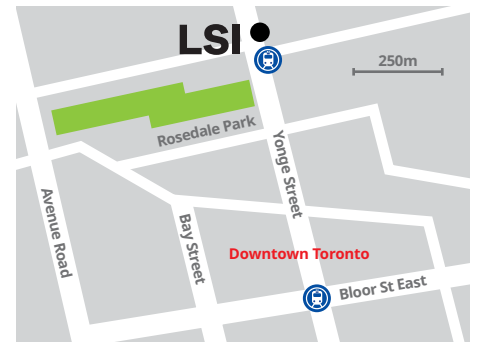 LSI
250m
Rosedale Park
Yonge Street
Avenue Road
Bay Street
Downtown Toronto
Bloor St East